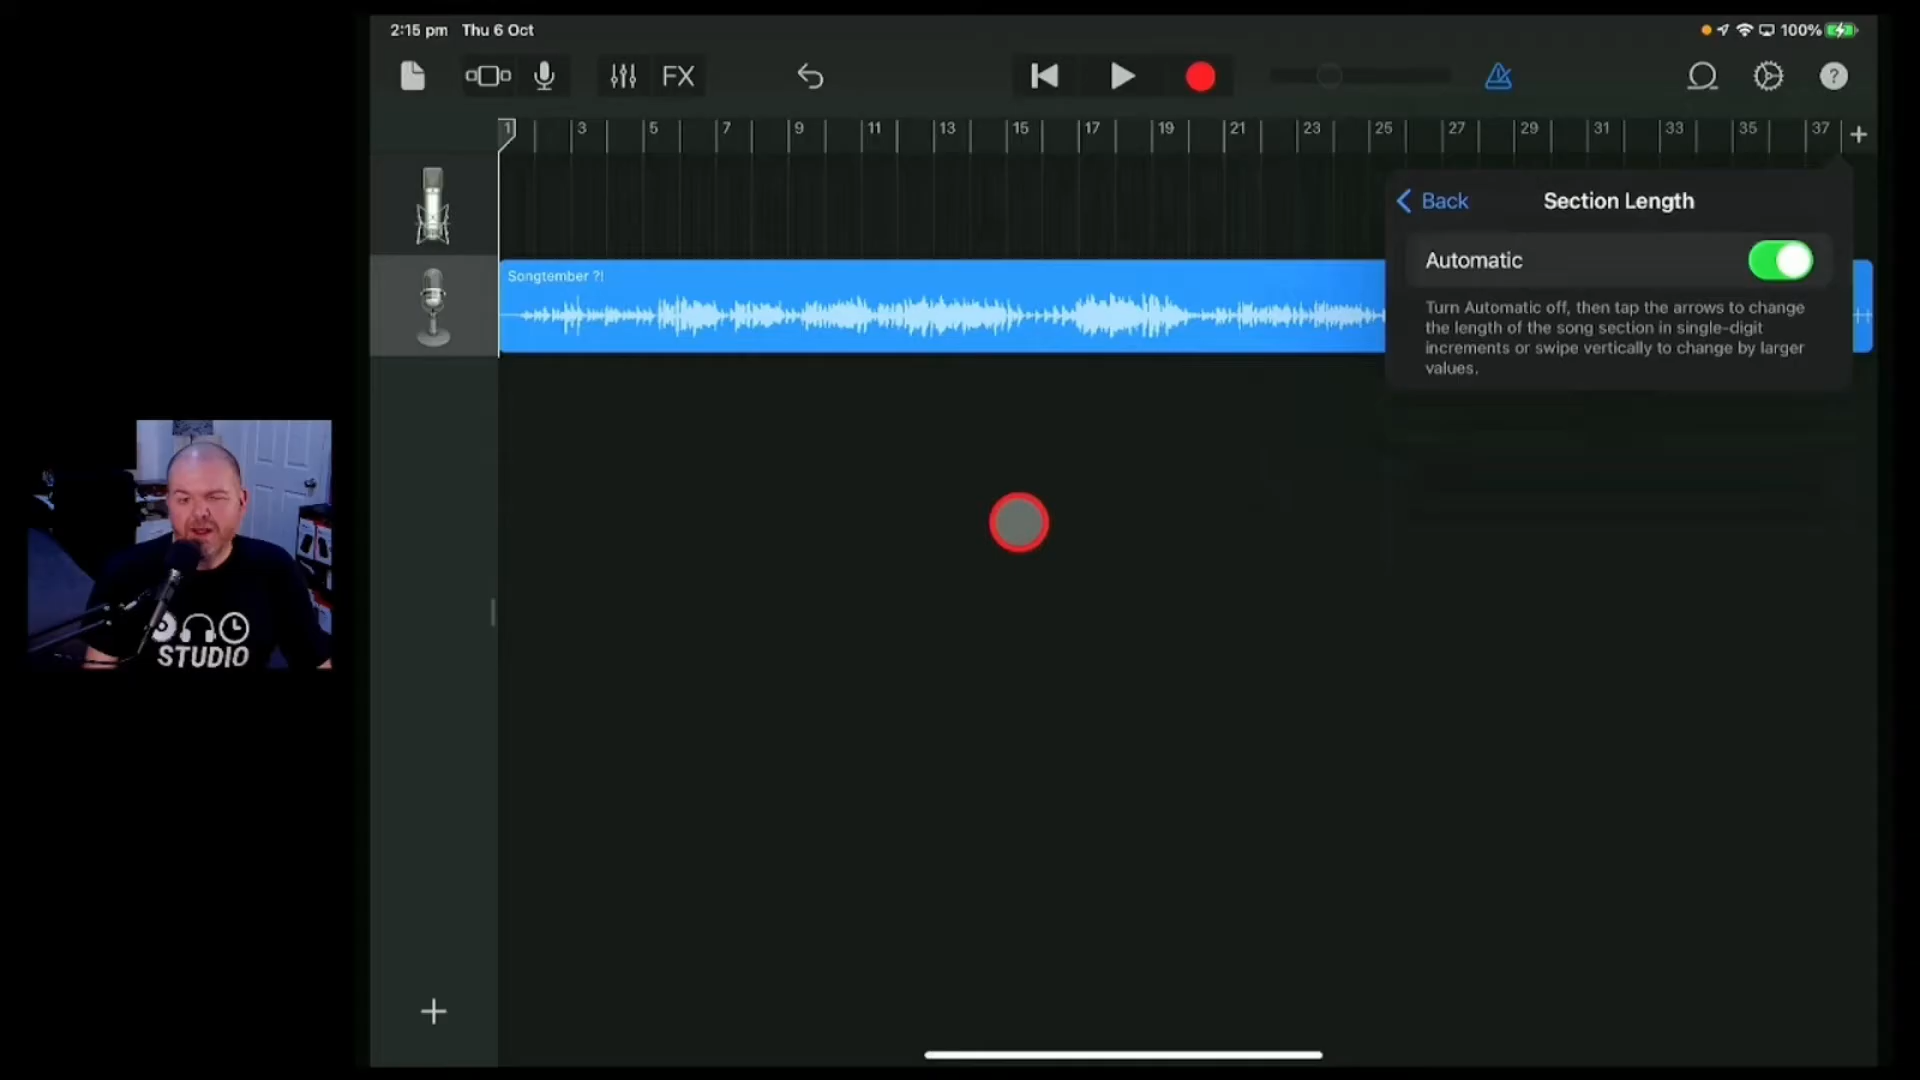 2:15 pm Thu 6 Oct
100%
FX
?
1 3 5 7 9 11 13 15 17 19 21 23 25 27 29 31 33 35 37 +
Back
Section Length
Automatic
Turn Automatic off, then tap the arrows to change
the length of the song section in single-digit
increments or swipe vertically to change by larger
values.
Songtember ?!
STUDIO
+